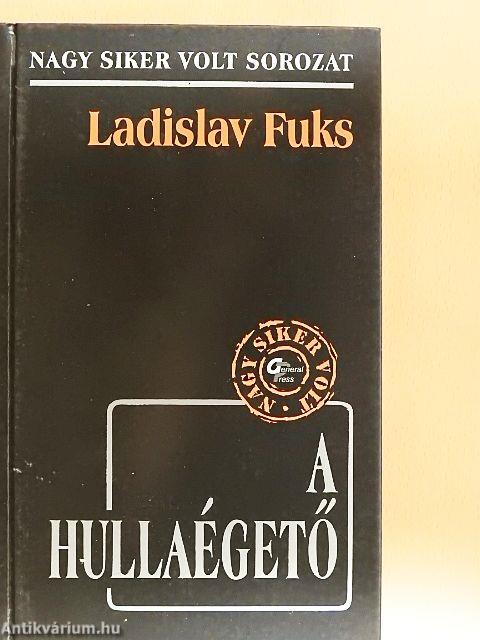 NAGY SIKER VOLT SOROZAT
Ladislav Fuks
NAGY SIKER VOLT •
General
Press
A
HULLAÉGETŐ
Antikvárium.hu